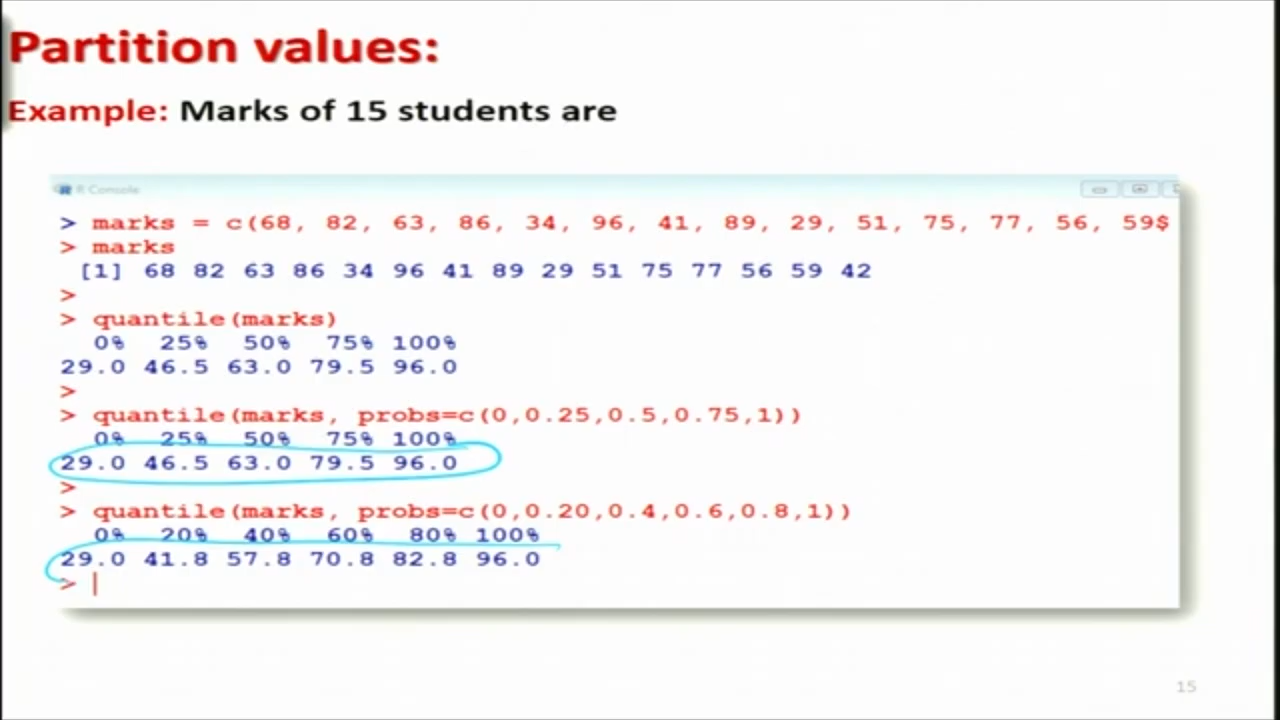 Partition values:
Example: Marks of 15 students are
R Console
> marks = c(68, 82, 63, 86, 34, 96, 41, 89, 29, 51, 75, 77, 56, 59$
> marks
[1] 68 82 63 86 34 96 41 89 29 51 75 77 56 59 42
>
> quantile(marks)
0% 25% 50% 75% 100%
29.0 46.5 63.0 79.5 96.0
>
> quantile(marks, probs=c(0,0.25,0.5,0.75,1))
0% 25% 50% 75% 100%
29.0 46.5 63.0 79.5 96.0
>
> quantile(marks, probs=c(0,0.20,0.4,0.6,0.8,1))
0% 20% 40% 60% 80% 100%
29.0 41.8 57.8 70.8 82.8 96.0
>
15